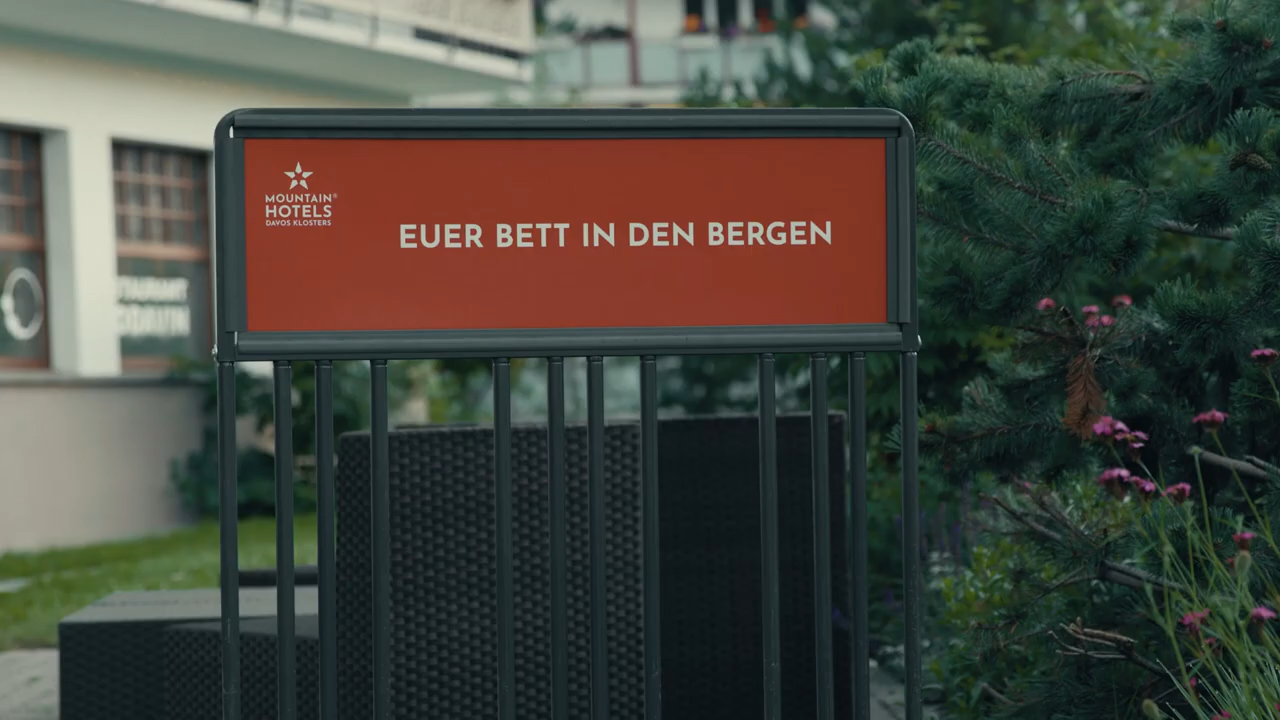 MOUNTAIN®
HOTELS
DAVOS KLOSTERS
EUER BETT IN DEN BERGEN